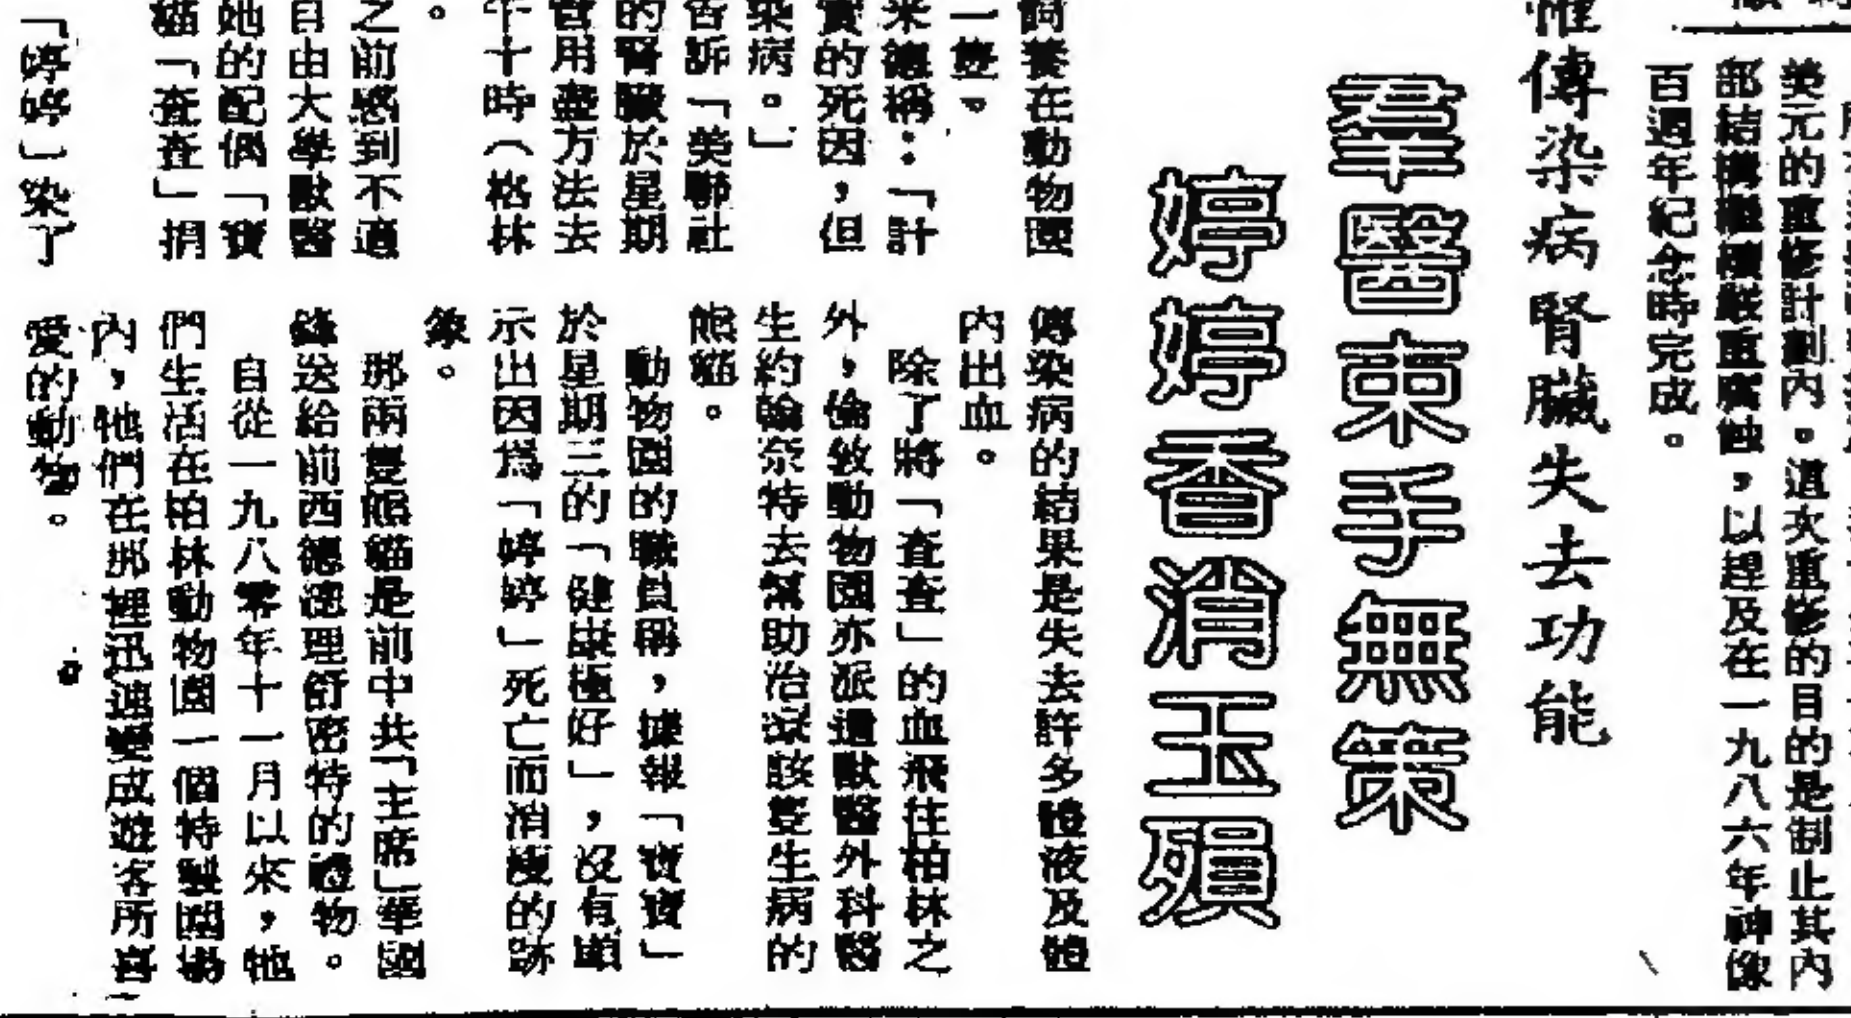 美元的重修計劃內。這次重修的目的是制止其內
部結構繼續嚴重腐蝕，以趕及在一九八六年神像
百週年紀念時完成。
罹傳染病腎臟失去功能
羣醫束手無策
婷婷香消玉殞
飼養在動物園
一隻。
米德稱：「計
實的死因，但
染病。」
告訴「美聯社
的腎臟於星期
曾用盡方法去
午十時（格林
。
之前感到不適
自由大學獸醫
她的配偶「寶
貓「查查」捐
「婷婷」染了
傳染病的結果是失去許多體液及體
內出血。
除了將「查查」的血飛往柏林之
外，倫敦動物園亦派遣獸醫外科醫
生約翰奈特去幫助治療該隻生病的
熊貓。
動物園的職員稱，據報「寶寶」
於星期三的「健康極好」，沒有顯
示出因為「婷婷」死亡而消瘦的跡
象。
那兩隻熊貓是前中共「主席」華國
鋒送給前西德總理舒密特的禮物。
自從一九八零年十一月以來，牠
們生活在柏林動物園一個特製圍場
內，牠們在那裡迅速變成遊客所喜
愛的動物。